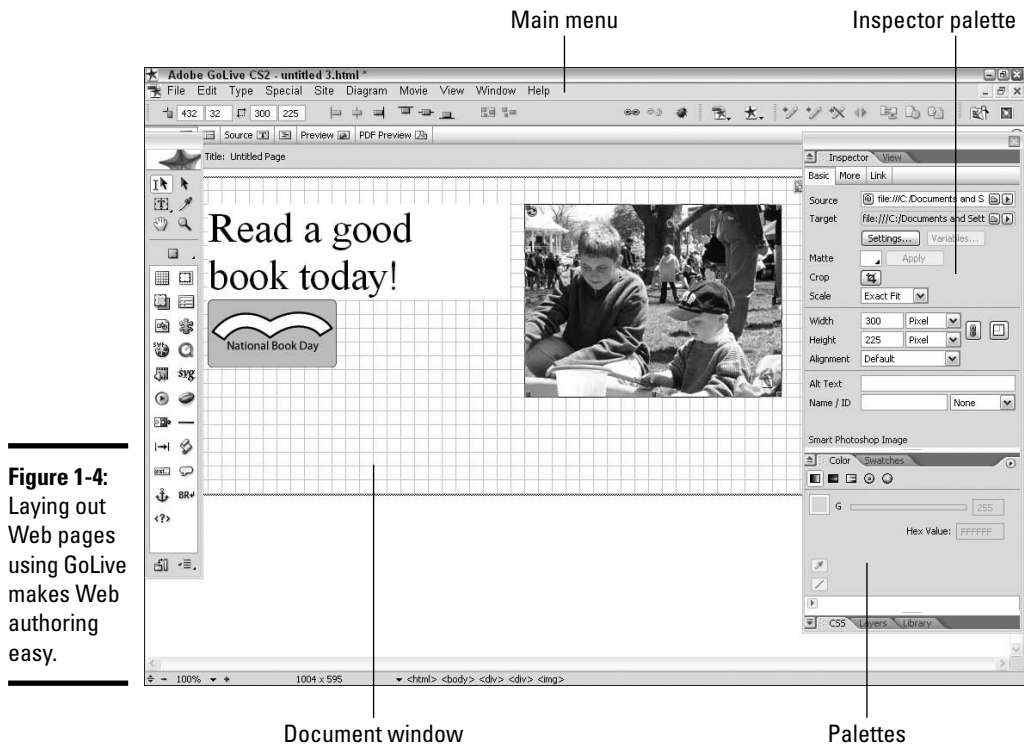 Main menu
Inspector palette
Adobe GoLive CS2 - untitled 3.html *
File Edit Type Special Site Diagram Movie View Window Help
432 32 300 225
Source Preview PDF Preview
Title: Untitled Page
Inspector View
Basic More Link
Source file:///C:/Documents and S
Target file:///C:/Documents and Sett
Settings... Variables...
Matte Apply
Crop
Scale Exact Fit
Width 300 Pixel
Height 225 Pixel
Alignment Default
Alt Text
Name / ID None
Smart Photoshop Image
Color Swatches
G 255
Hex Value: FFFFFF
CSS Layers Library
Read a good
book today!
National Book Day
svg
BR
<?>
100% 1004 x 595 <html> <body> <div> <div> <img>
Figure 1-4:
Laying out
Web pages
using GoLive
makes Web
authoring
easy.
Document window
Palettes